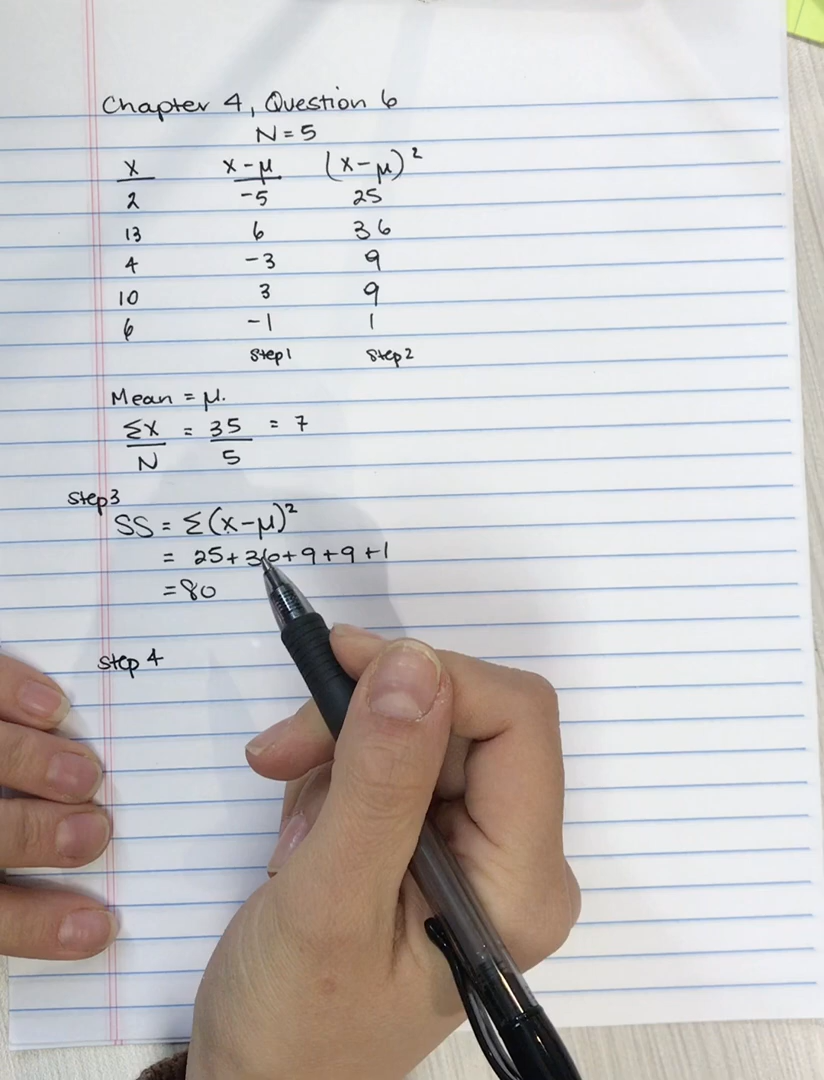 Chapter 4, Question 6
N=5
X x-μ (x-μ)²
2 -5 25
13 6 36
4 -3 9
10 3 9
6 -1 1
Step1 Step2
Mean = μ.
ΣX = 35 = 7
N 5
Step3
SS = Σ(x-μ)²
= 25+36+9+9+1
=80
Step 4